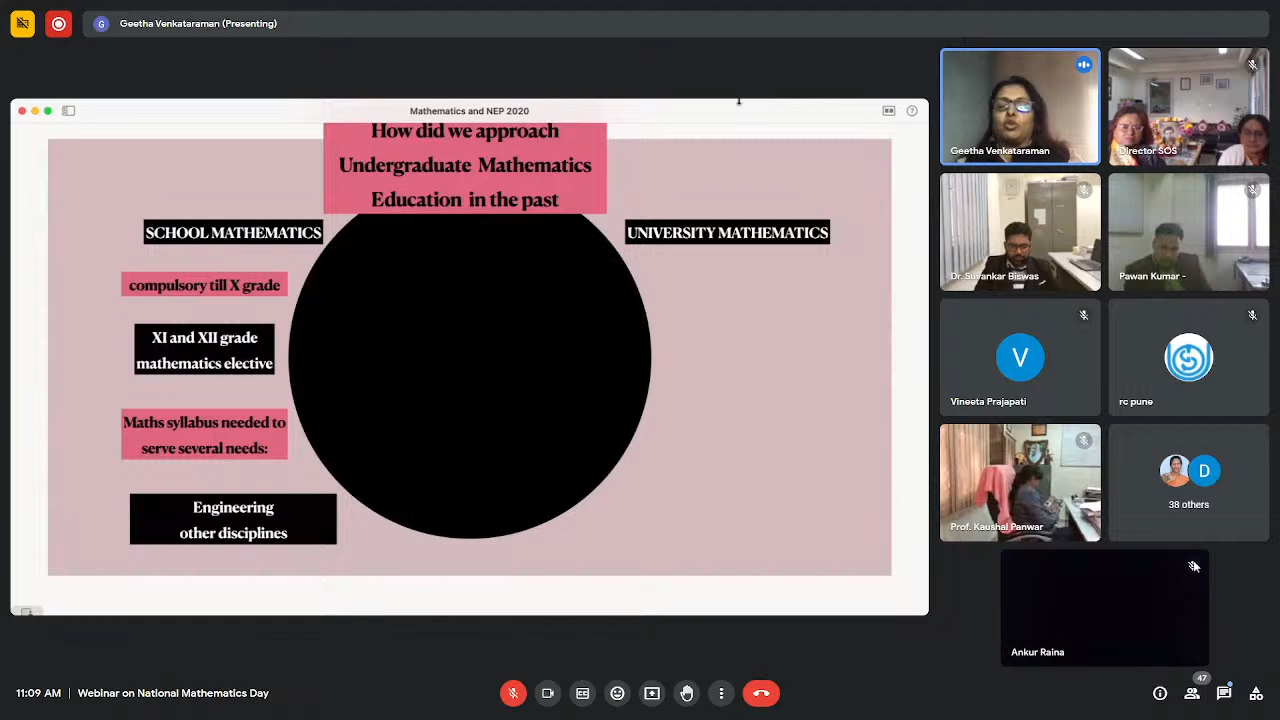 G
Geetha Venkataraman (Presenting)
Mathematics and NEP 2020
How did we approach
Undergraduate Mathematics
Education in the past
SCHOOL MATHEMATICS
UNIVERSITY MATHEMATICS
compulsory till X grade
XI and XII grade
mathematics elective
Maths syllabus needed to
serve several needs:
Engineering
other disciplines
Geetha Venkataraman
Director SOS
Dr. Suvankar Biswas
Pawan Kumar -
V
Vineeta Prajapati
rc pune
Prof. Kaushal Panwar
D
38 others
Ankur Raina
11:09 AM | Webinar on National Mathematics Day
47